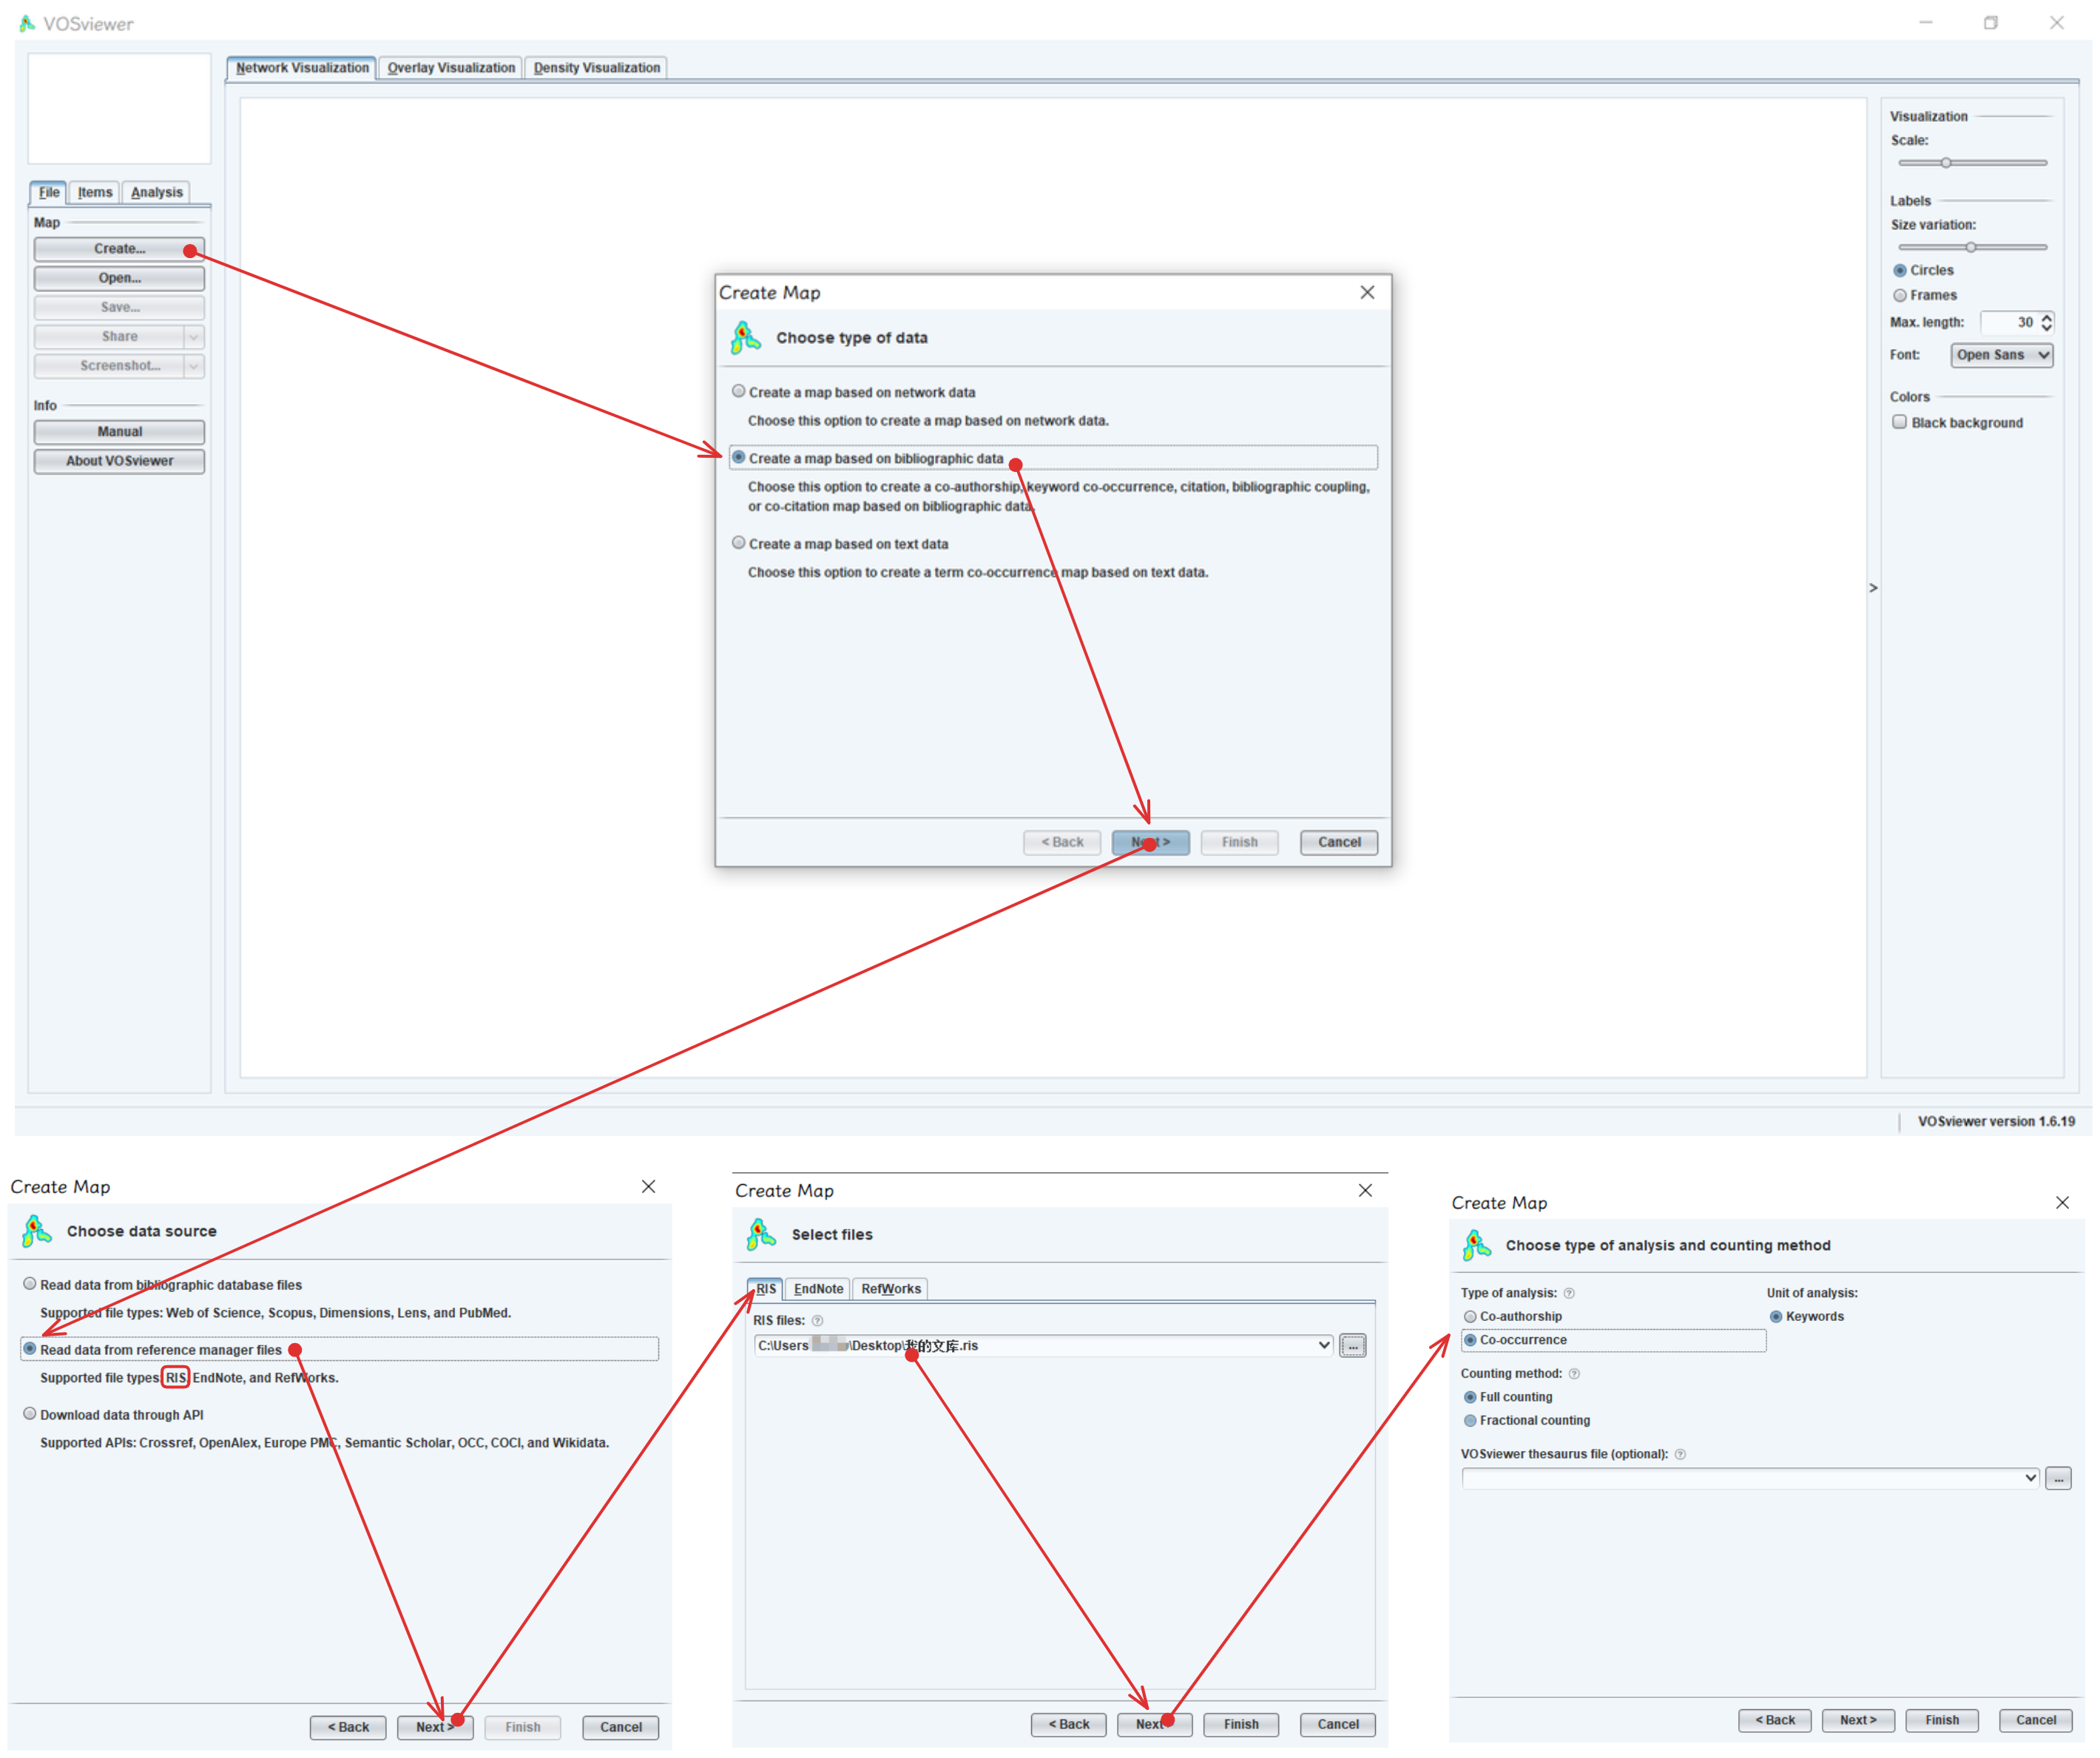 VOSviewer
Network Visualization Overlay Visualization Density Visualization
File Items Analysis
Map
Create...
Open...
Save...
Share
Screenshot...
Info
Manual
About VOSviewer
Create Map
Choose type of data
Create a map based on network data
Choose this option to create a map based on network data.
Create a map based on bibliographic data
Choose this option to create a co-authorship, keyword co-occurrence, citation, bibliographic coupling,
or co-citation map based on bibliographic data.
Create a map based on text data
Choose this option to create a term co-occurrence map based on text data.
< Back Next > Finish Cancel
Visualization
Scale:
Labels
Size variation:
Circles
Frames
Max. length: 30
Font: Open Sans
Colors
Black background
>
VOSviewer version 1.6.19
Create Map
Choose data source
Read data from bibliographic database files
Supported file types: Web of Science, Scopus, Dimensions, Lens, and PubMed.
Read data from reference manager files
Supported file types: RIS, EndNote, and RefWorks.
Download data through API
Supported APIs: Crossref, OpenAlex, Europe PMC, Semantic Scholar, OCC, COCI, and Wikidata.
< Back Next > Finish Cancel
Create Map
Select files
RIS EndNote RefWorks
RIS files: ?
C:\Users \Desktop\我的文库.ris ...
< Back Next Finish Cancel
Create Map
Choose type of analysis and counting method
Type of analysis: ? Unit of analysis:
Co-authorship Keywords
Co-occurrence
Counting method: ?
Full counting
Fractional counting
VOSviewer thesaurus file (optional): ?
...
< Back Next > Finish Cancel